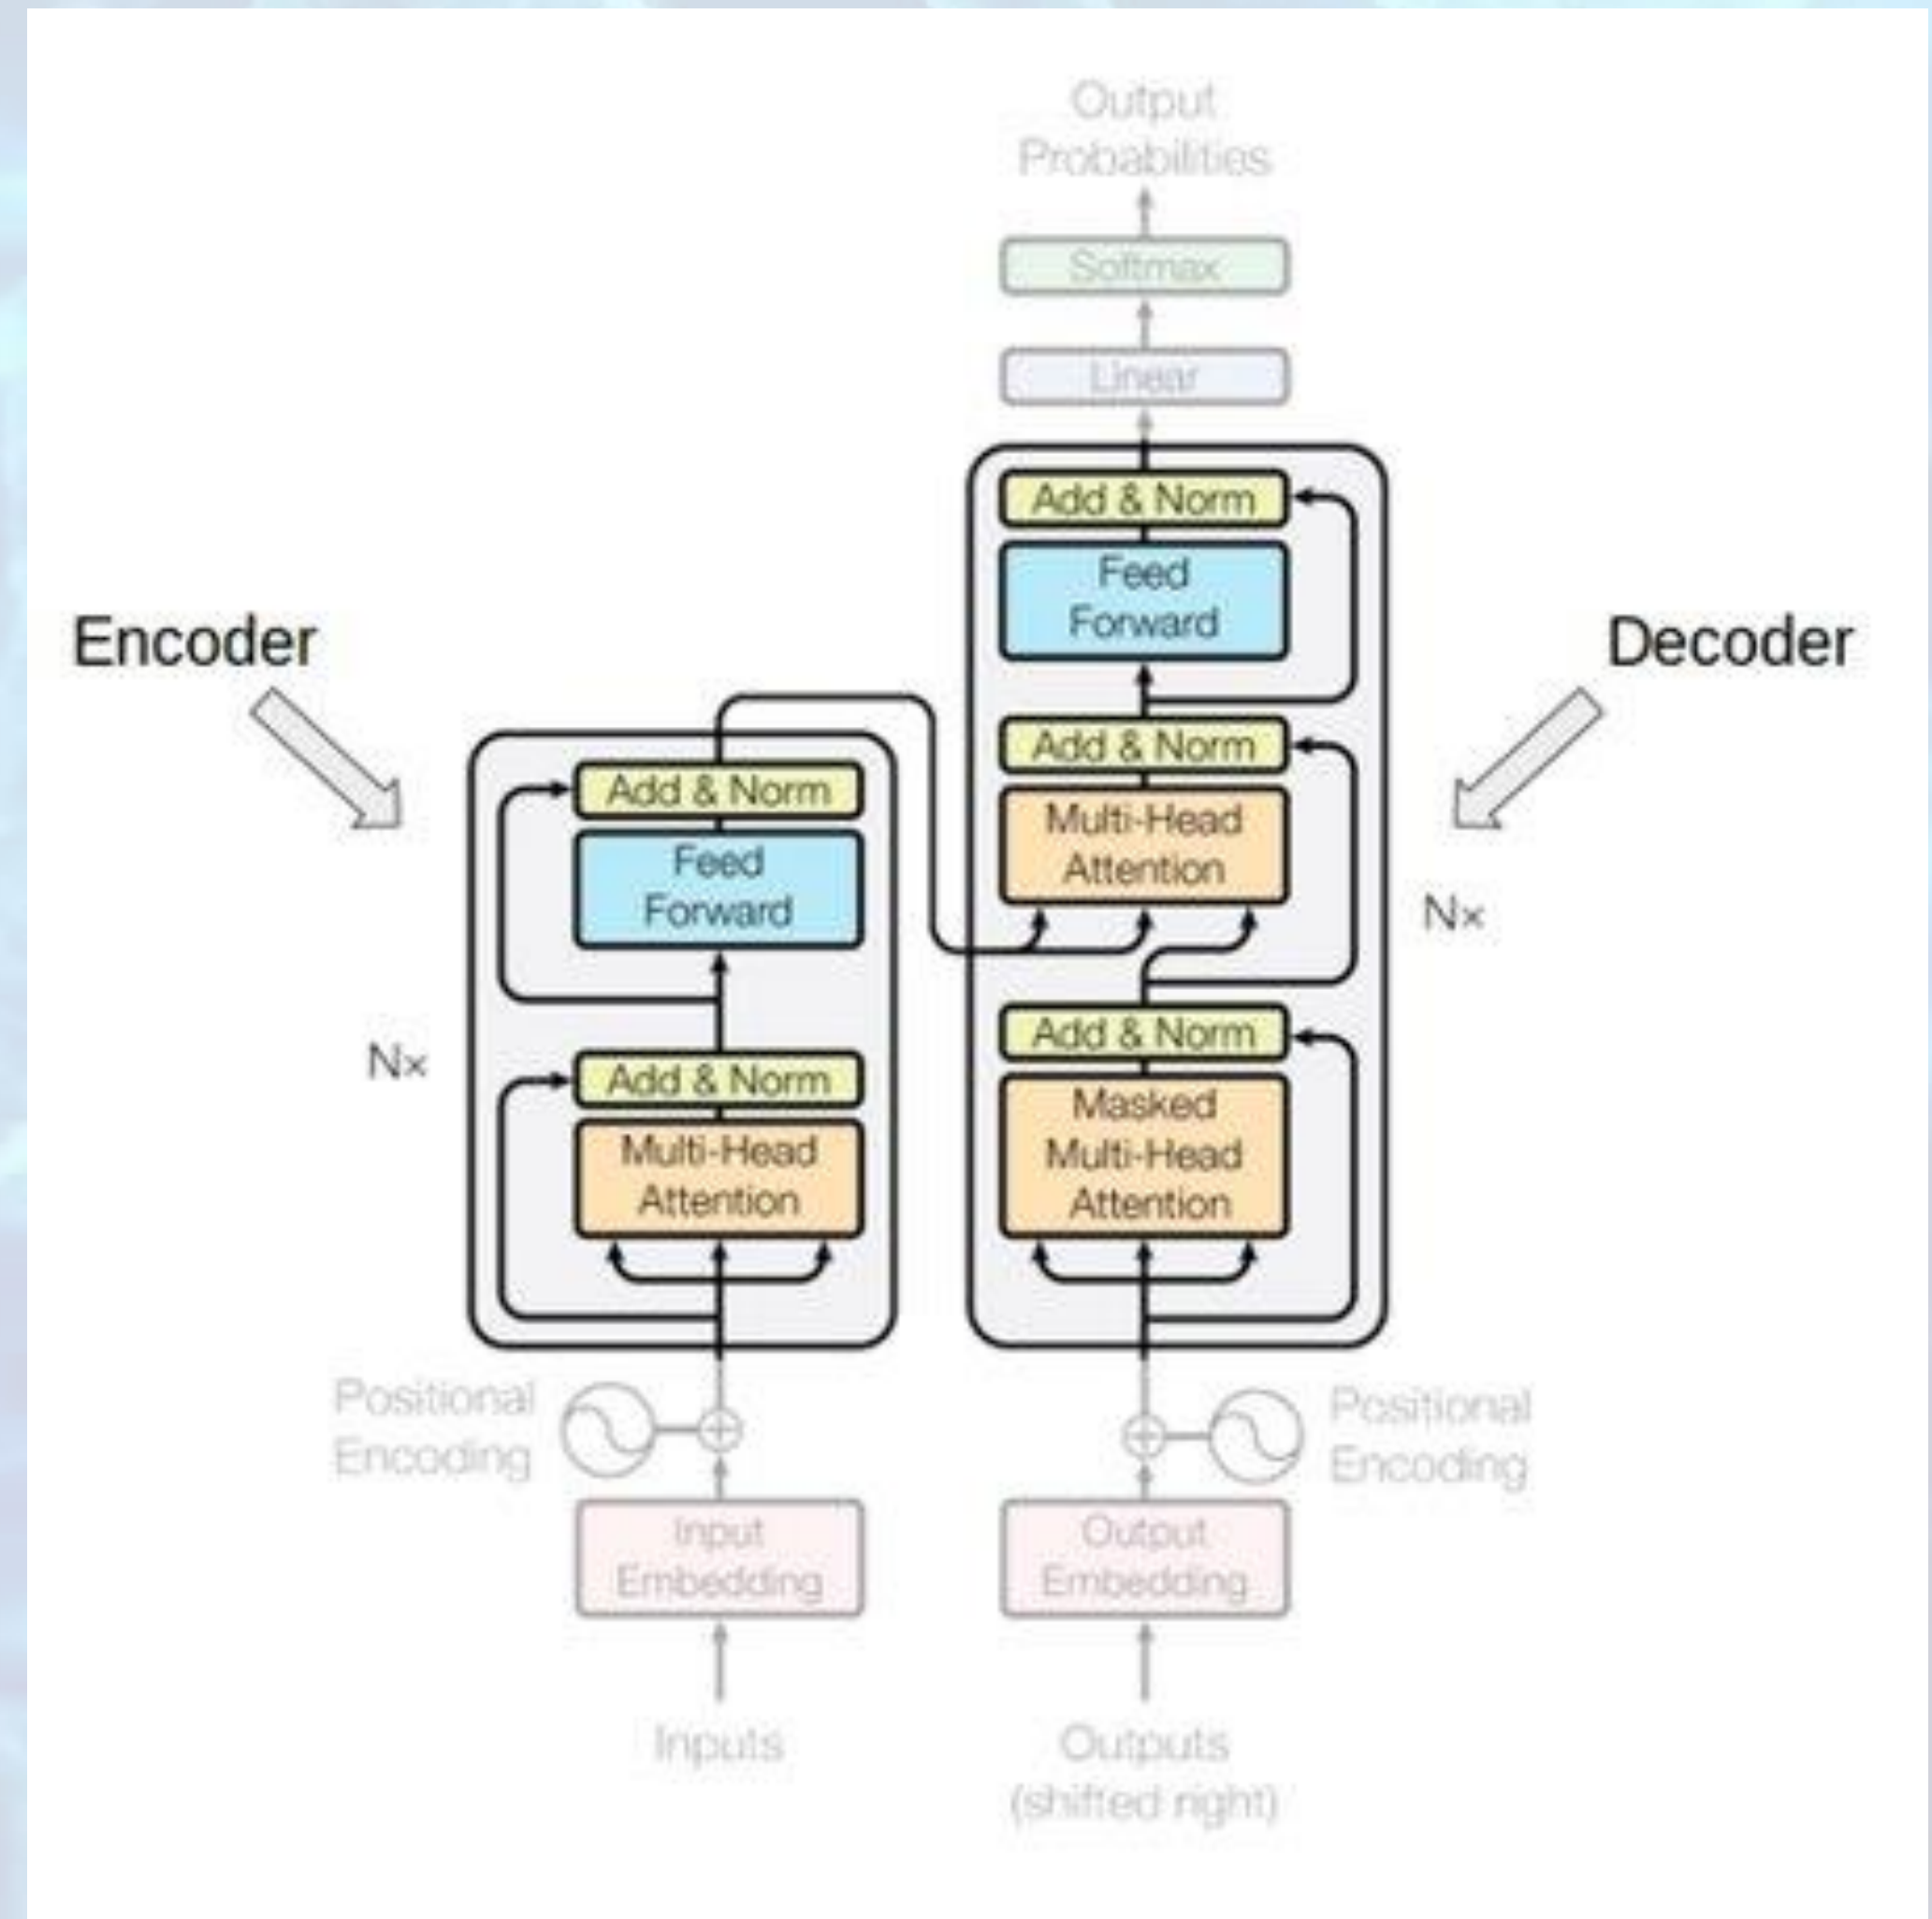 Output
Probabilities
Softmax
Linear
Add & Norm
Feed
Forward
Add & Norm
Multi-Head
Attention
Add & Norm
Masked
Multi-Head
Attention
Nx
Decoder
Encoder
Add & Norm
Feed
Forward
Add & Norm
Multi-Head
Attention
Nx
Positional
Encoding
Positional
Encoding
Input
Embedding
Output
Embedding
Inputs
Outputs
(shifted right)